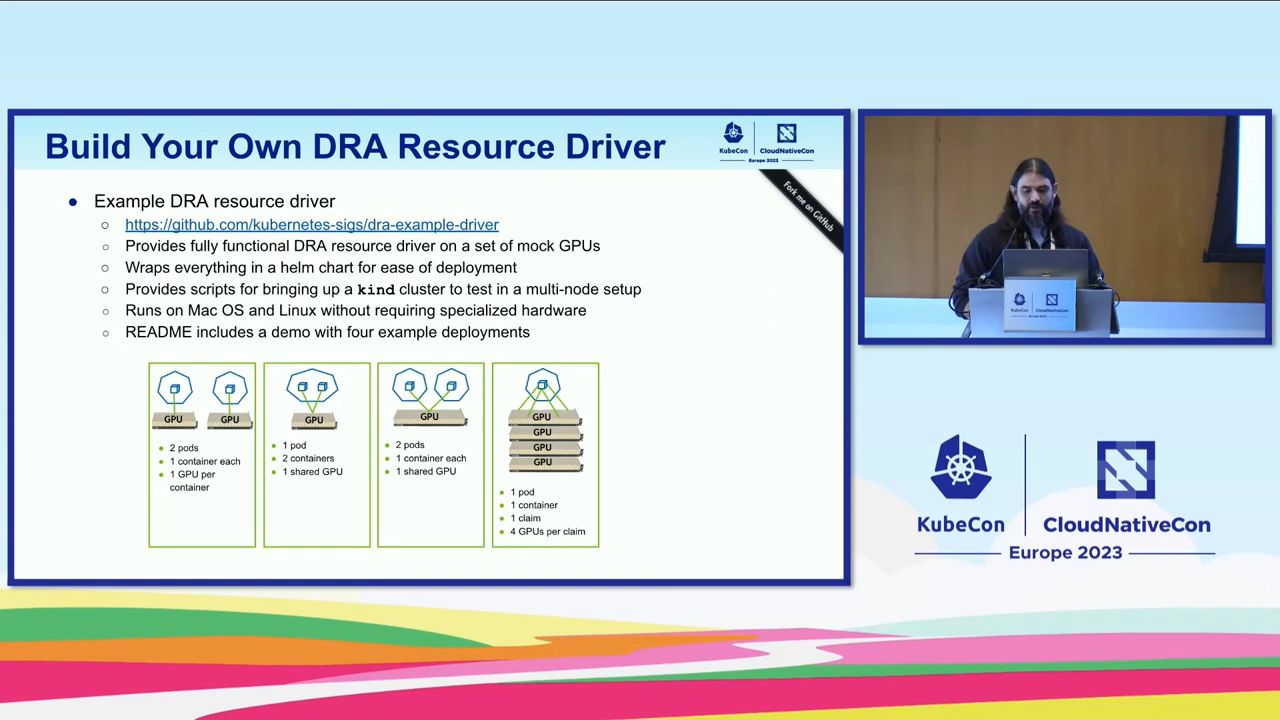 Build Your Own DRA Resource Driver
KubeCon
CloudNativeCon
Europe 2023
Fork me on GitHub
Example DRA resource driver
https://github.com/kubernetes-sigs/dra-example-driver
Provides fully functional DRA resource driver on a set of mock GPUs
Wraps everything in a helm chart for ease of deployment
Provides scripts for bringing up a kind cluster to test in a multi-node setup
Runs on Mac OS and Linux without requiring specialized hardware
README includes a demo with four example deployments
GPU
GPU
2 pods
1 container each
1 GPU per
container
GPU
1 pod
2 containers
1 shared GPU
GPU
2 pods
1 container each
1 shared GPU
GPU
GPU
GPU
GPU
1 pod
1 container
1 claim
4 GPUs per claim
KubeCon
CloudNativeCon
Europe 2023
KubeCon
CloudNativeCon
Europe 2023